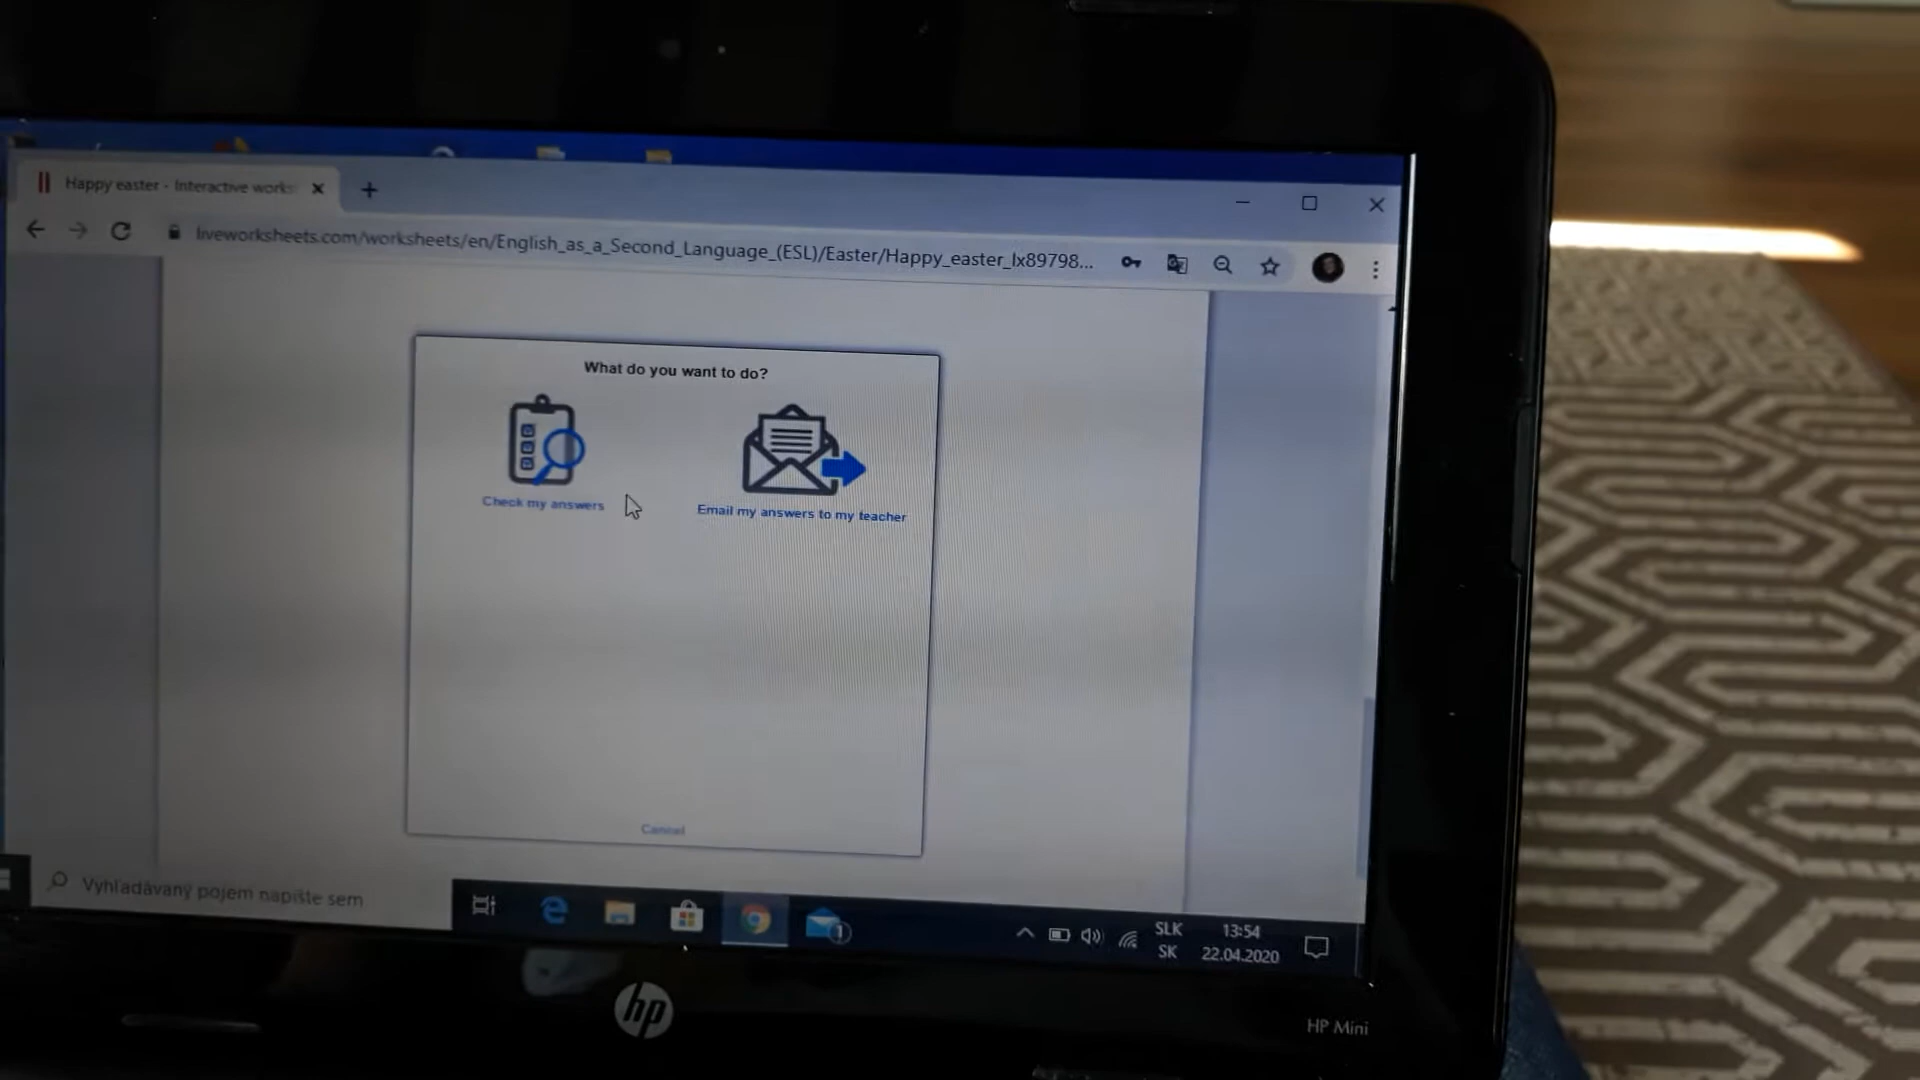 Happy easter - Interactive works
liveworksheets.com/worksheets/en/English_as_a_Second_Language_(ESL)/Easter/Happy_easter_lx89798...
What do you want to do?
Check my answers
Email my answers to my teacher
Cancel
Vyhľadávaný pojem napíšte sem
1
SLK
SK
13:54
22.04.2020
hp
HP Mini